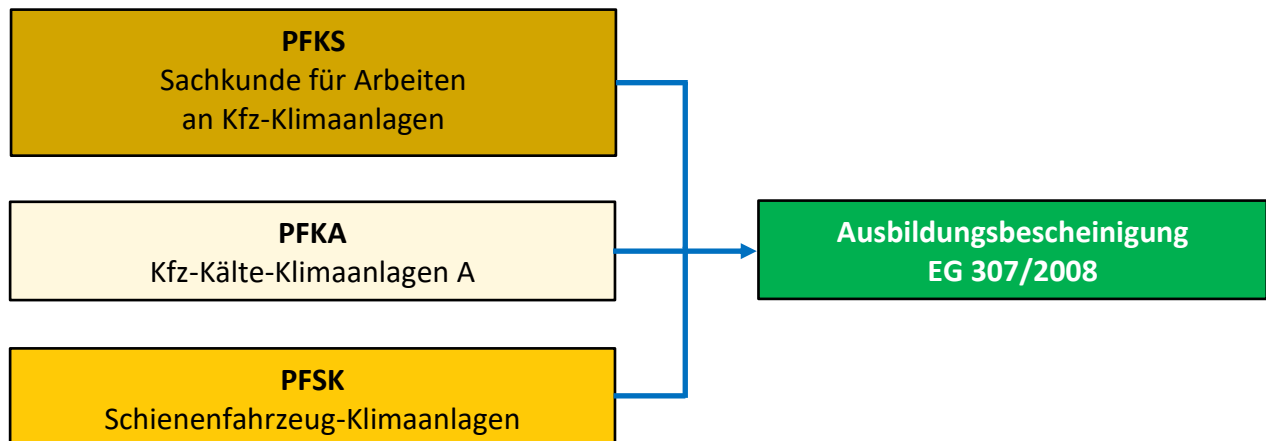 PFKS
Sachkunde für Arbeiten
an Kfz-Klimaanlagen
PFKA
Kfz-Kälte-Klimaanlagen A
PFSK
Schienenfahrzeug-Klimaanlagen
Ausbildungsbescheinigung
EG 307/2008